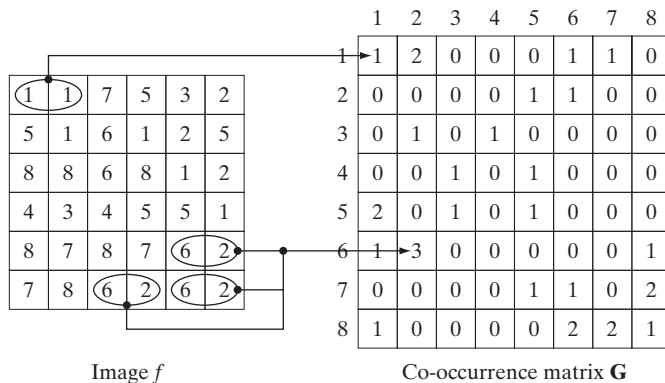 1 2 3 4 5 6 7 8
1 1 2 0 0 0 1 1 0
2 0 0 0 0 1 1 0 0
3 0 1 0 1 0 0 0 0
4 0 0 1 0 1 0 0 0
5 2 0 1 0 1 0 0 0
6 1 3 0 0 0 0 0 1
7 0 0 0 0 1 1 0 2
8 1 0 0 0 0 2 2 1
1 1 7 5 3 2
5 1 6 1 2 5
8 8 6 8 1 2
4 3 4 5 5 1
8 7 8 7 6 2
7 8 6 2 6 2
Image f
Co-occurrence matrix G